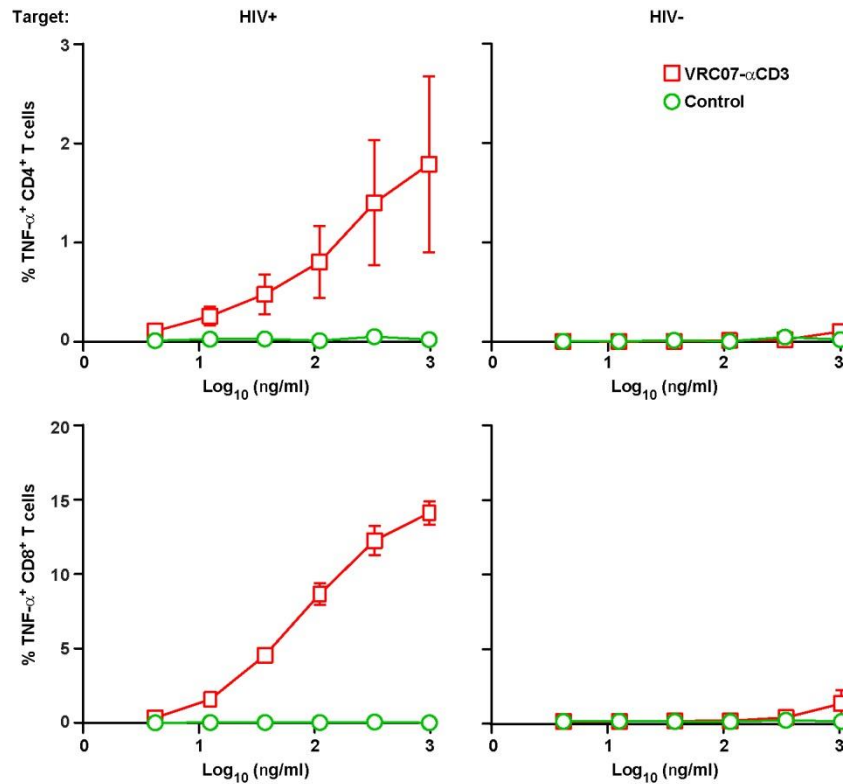 Target: HIV+ HIV-
% TNF-α⁺ CD4⁺ T cells
3
2
1
0
0 1 2 3
Log₁₀ (ng/ml)
VRC07-αCD3
Control
0 1 2 3
Log₁₀ (ng/ml)
% TNF-α⁺ CD8⁺ T cells
20
15
10
5
0
0 1 2 3
Log₁₀ (ng/ml)
0 1 2 3
Log₁₀ (ng/ml)